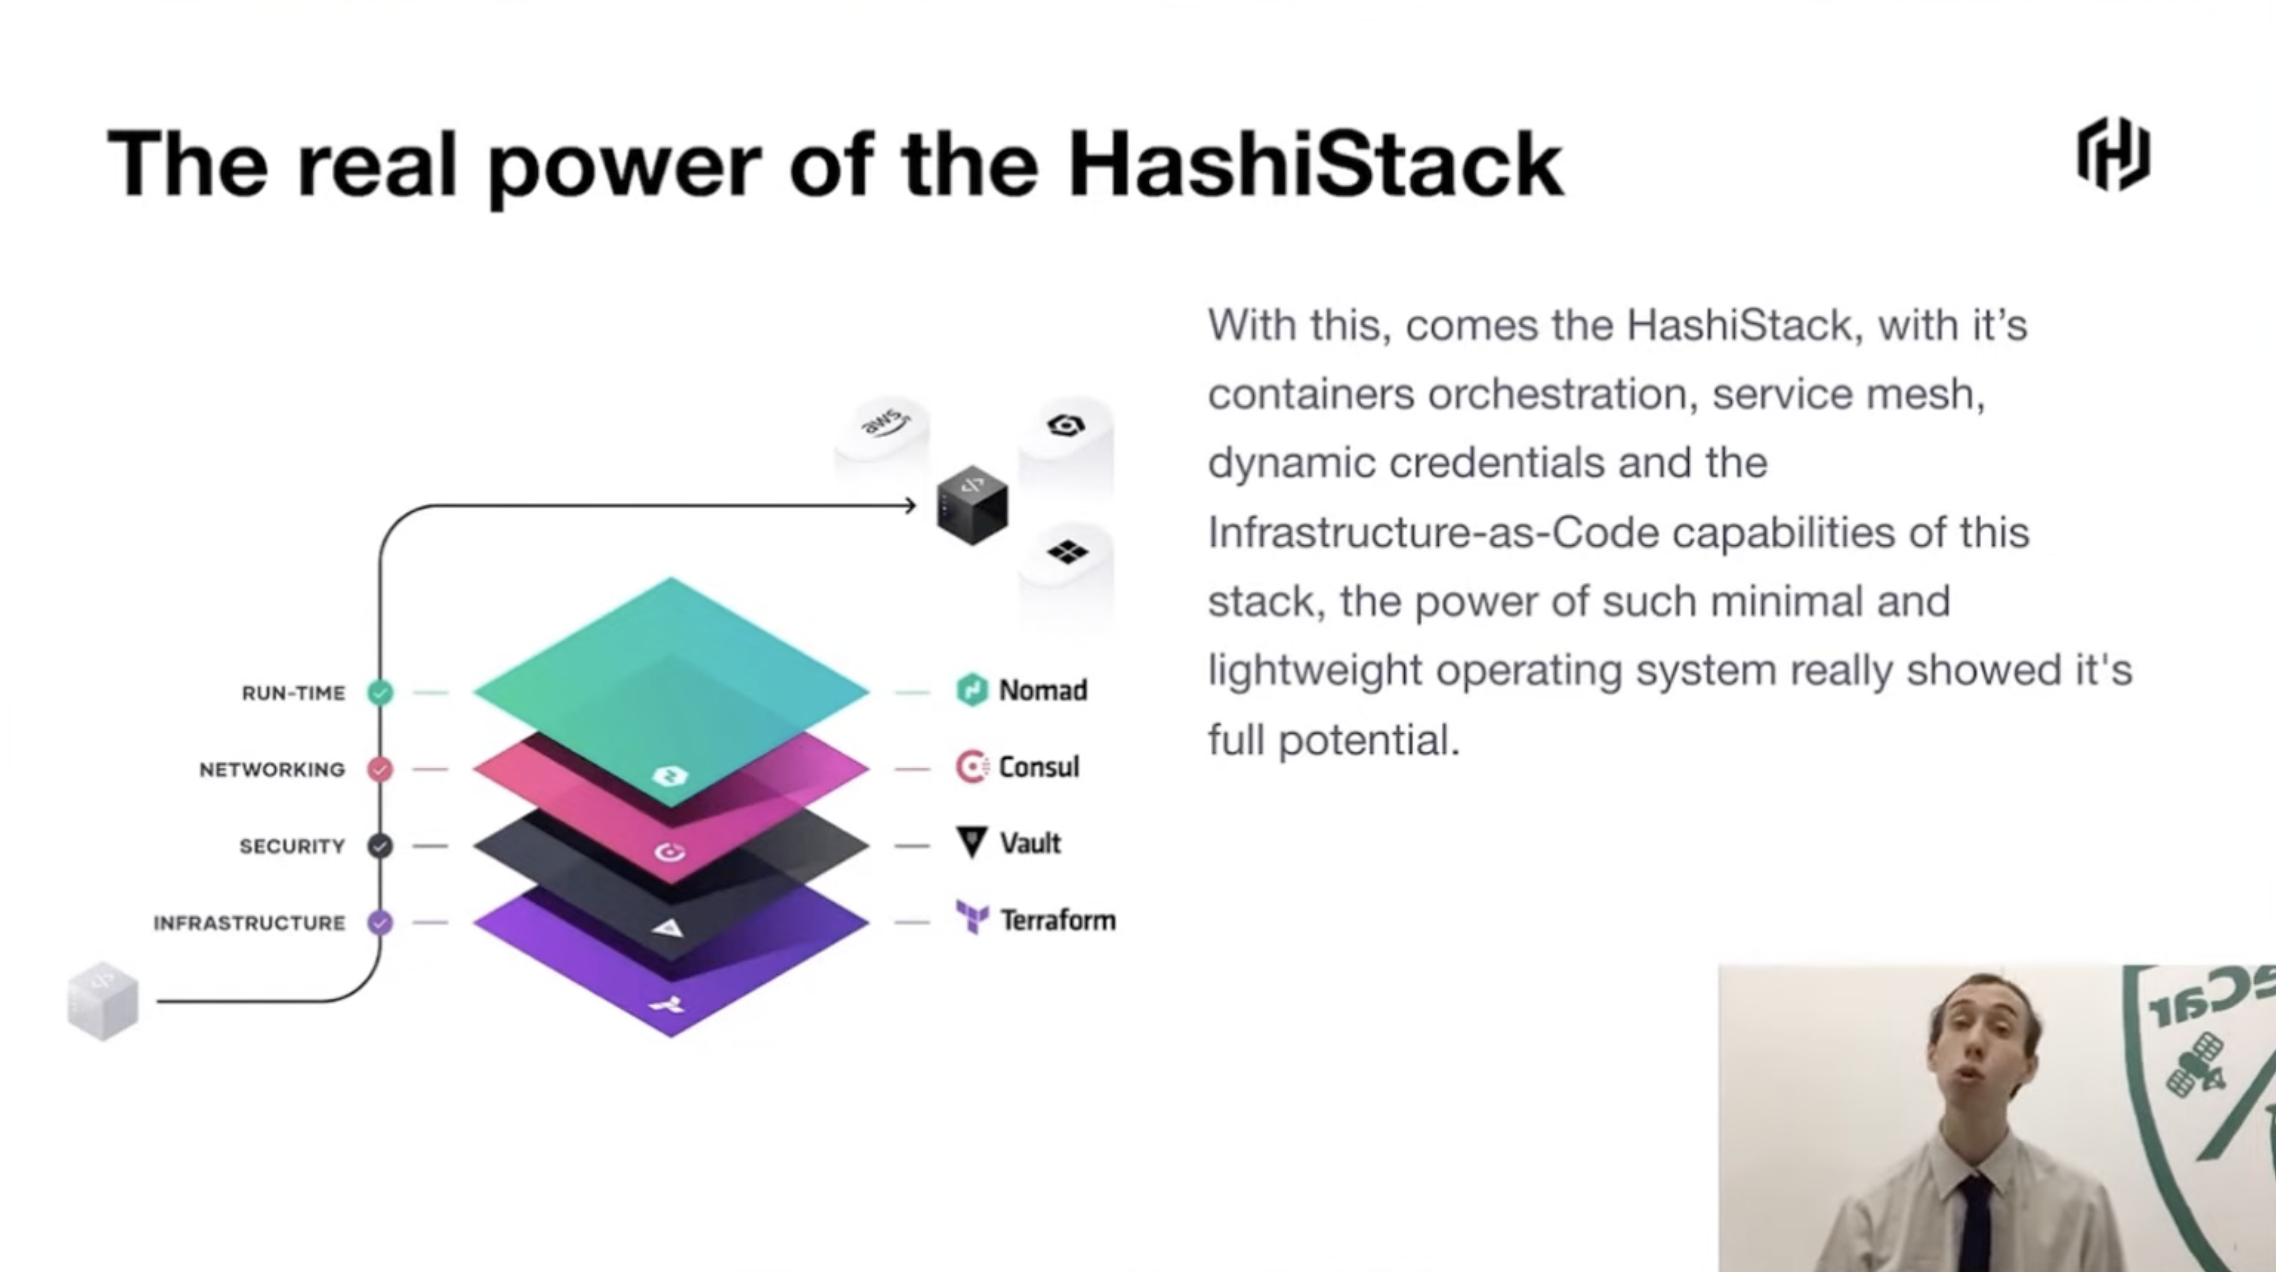 The real power of the HashiStack
With this, comes the HashiStack, with it’s
containers orchestration, service mesh,
dynamic credentials and the
Infrastructure-as-Code capabilities of this
stack, the power of such minimal and
lightweight operating system really showed it's
full potential.
aws
</>
RUN-TIME
Nomad
NETWORKING
Consul
SECURITY
Vault
INFRASTRUCTURE
Terraform
</>